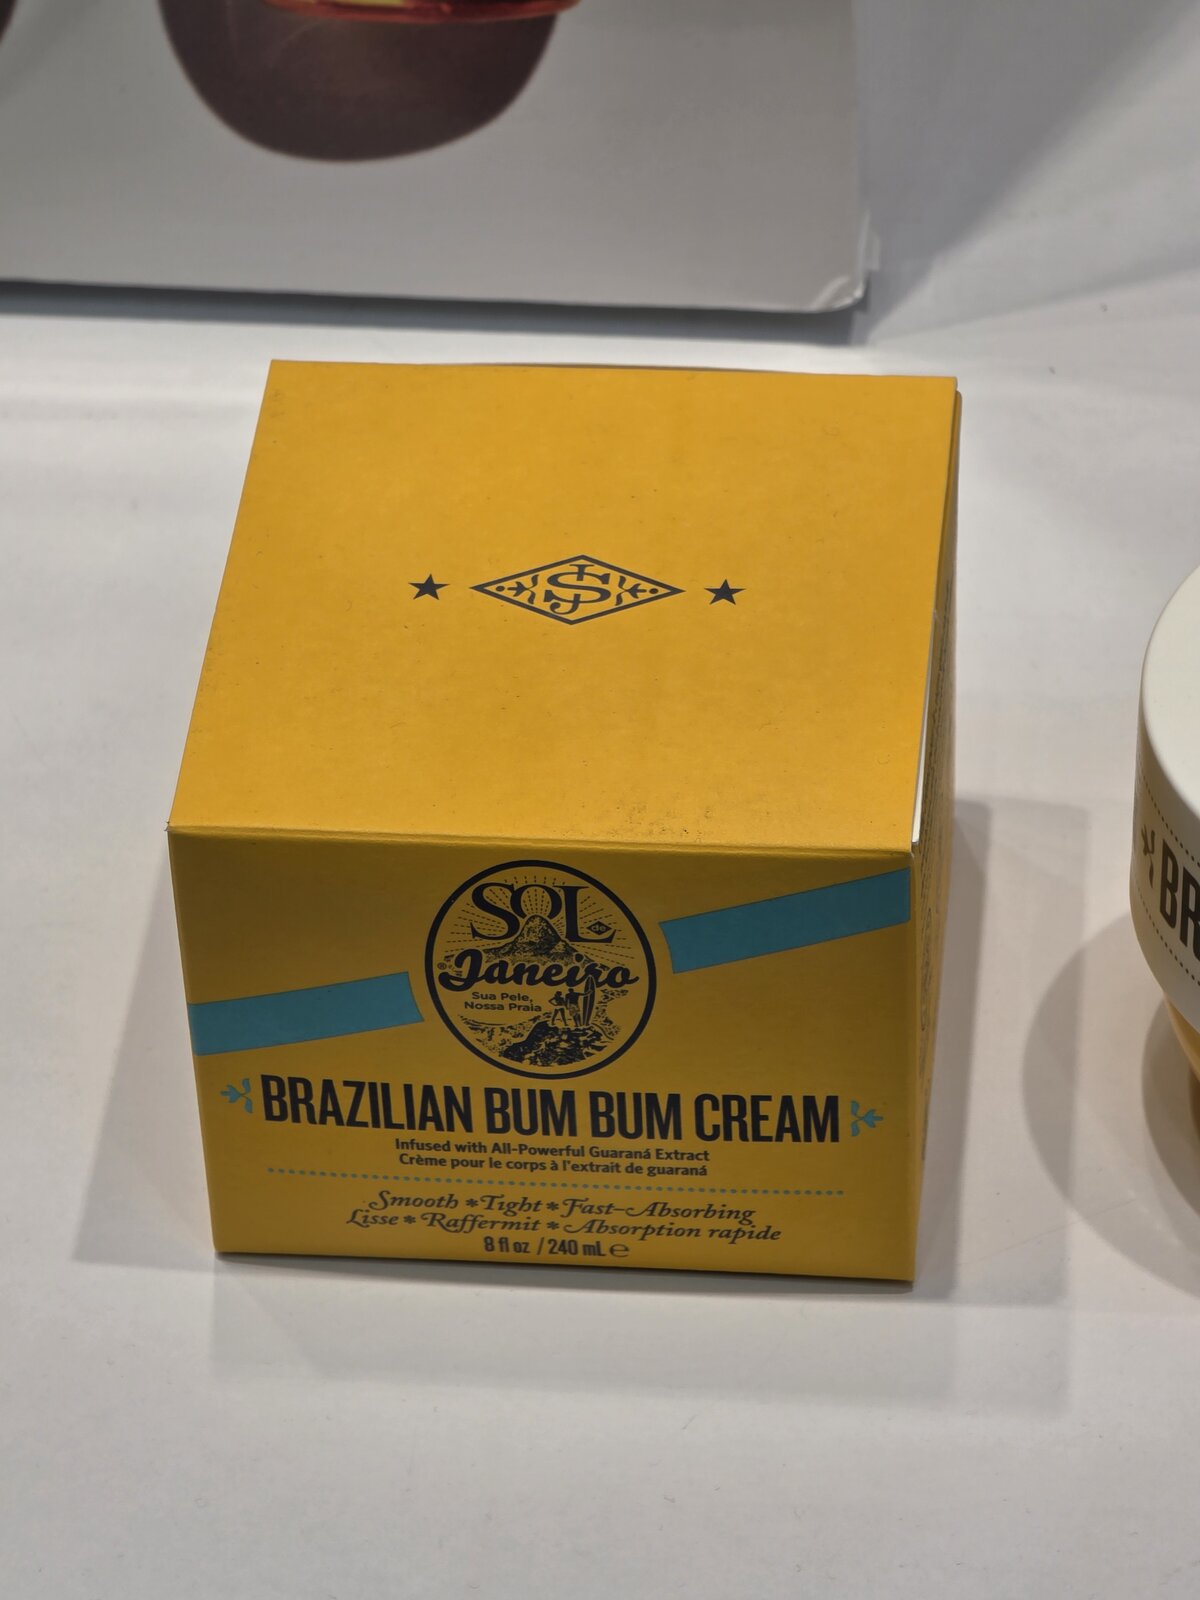 SJ
SOL de
Janeiro®
Sua Pele,
Nossa Praia
BRAZILIAN BUM BUM CREAM
Infused with All-Powerful Guaraná Extract
Crème pour le corps à l'extrait de guaraná
Smooth * Tight * Fast-Absorbing
Lisse * Raffermit * Absorption rapide
8 fl oz / 240 mL ℮
BR